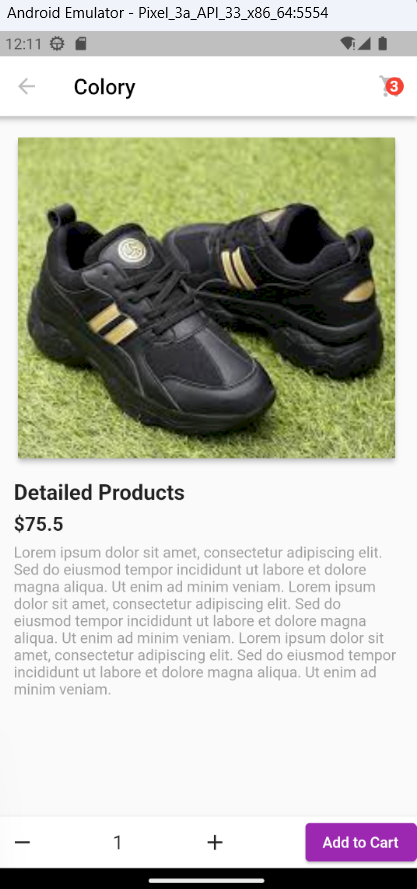 Android Emulator - Pixel_3a_API_33_x86_64:5554
12:11
Colory
3
Detailed Products
$75.5
Lorem ipsum dolor sit amet, consectetur adipiscing elit.
Sed do eiusmod tempor incididunt ut labore et dolore
magna aliqua. Ut enim ad minim veniam. Lorem ipsum
dolor sit amet, consectetur adipiscing elit. Sed do
eiusmod tempor incididunt ut labore et dolore magna
aliqua. Ut enim ad minim veniam. Lorem ipsum dolor sit
amet, consectetur adipiscing elit. Sed do eiusmod tempor
incididunt ut labore et dolore magna aliqua. Ut enim ad
minim veniam.
1
Add to Cart